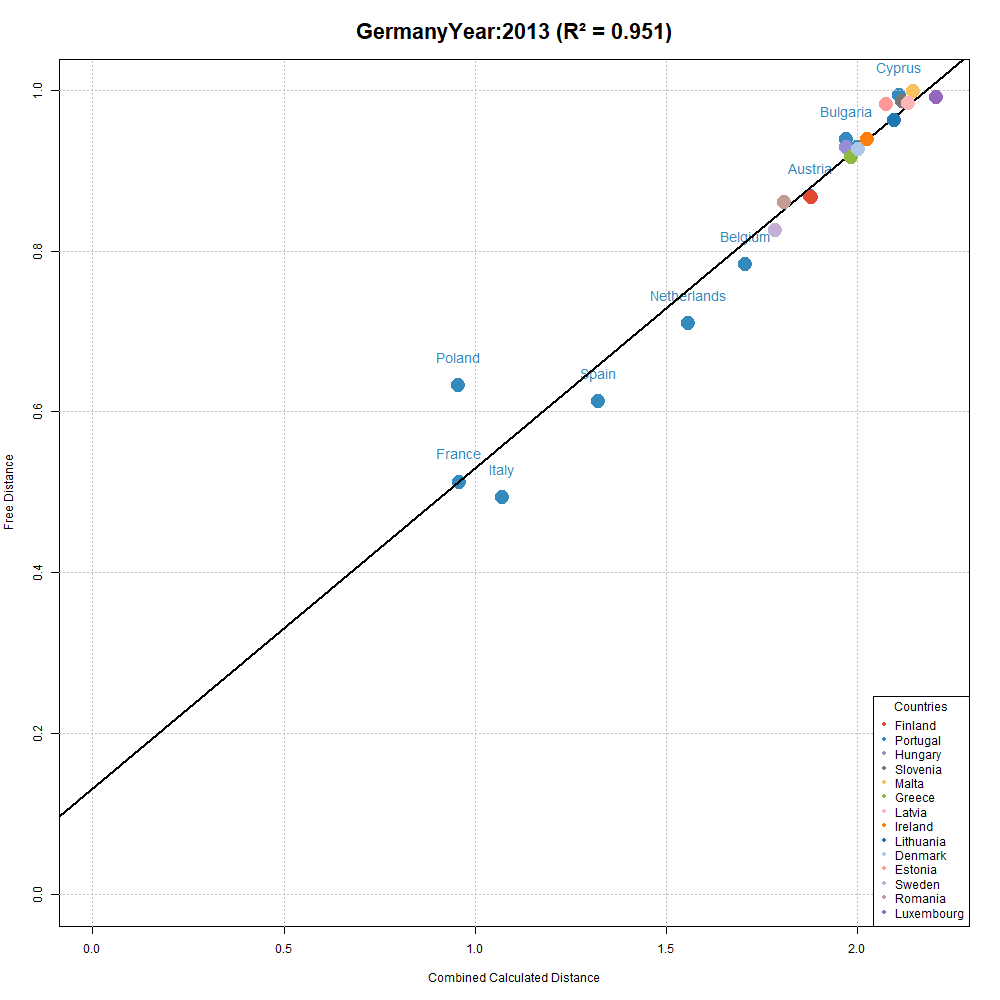 GermanyYear:2013 (R² = 0.951)
Cyprus
Bulgaria
Austria
Belgium
Netherlands
Poland
Spain
France
Italy
Free Distance
1.0
0.8
0.6
0.4
0.2
0.0
Countries
Finland
Portugal
Hungary
Slovenia
Malta
Greece
Latvia
Ireland
Lithuania
Denmark
Estonia
Sweden
Romania
Luxembourg
0.0 0.5 1.0 1.5 2.0
Combined Calculated Distance